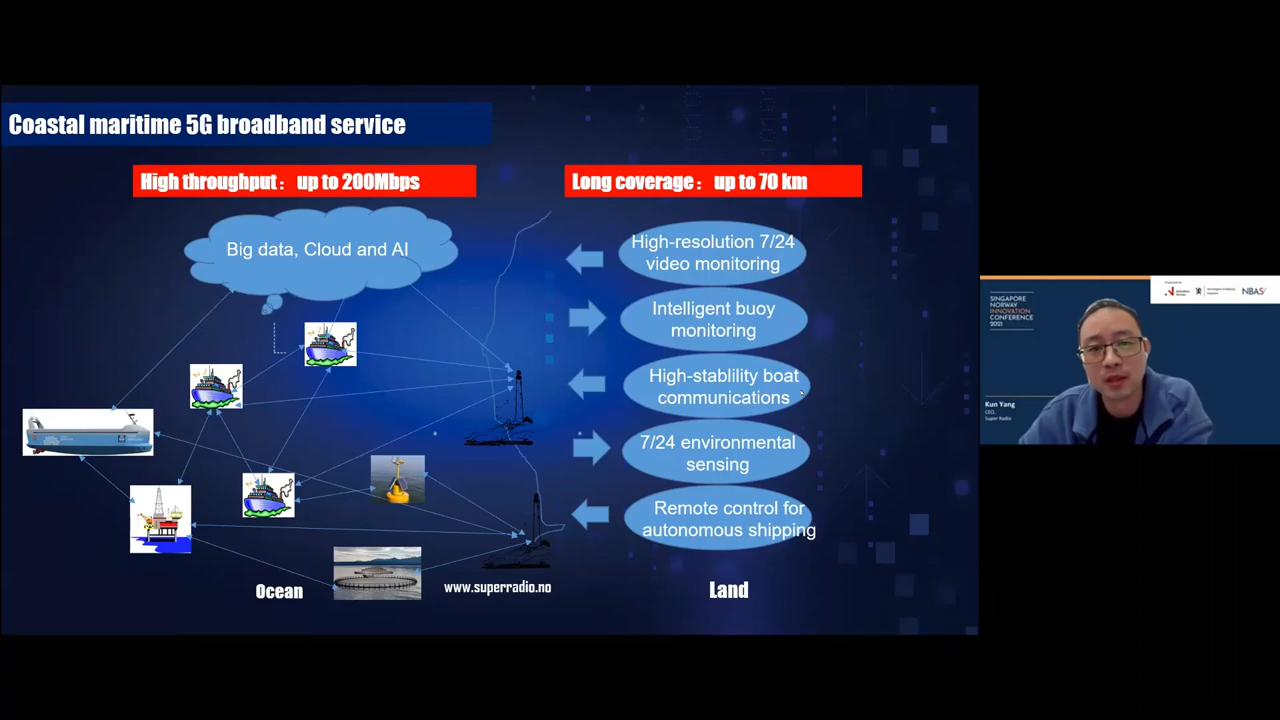 Coastal maritime 5G broadband service
High throughput: up to 200Mbps
Long coverage: up to 70 km
Big data, Cloud and AI
High-resolution 7/24
video monitoring
Intelligent buoy
monitoring
High-stablility boat
communications
7/24 environmental
sensing
Remote control for
autonomous shipping
Ocean
www.superradio.no
Land
SINGAPORE
NORWAY
INNOVATION
CONFERENCE
2021
NBAS
Kun Yang
CEO,
Super Radio